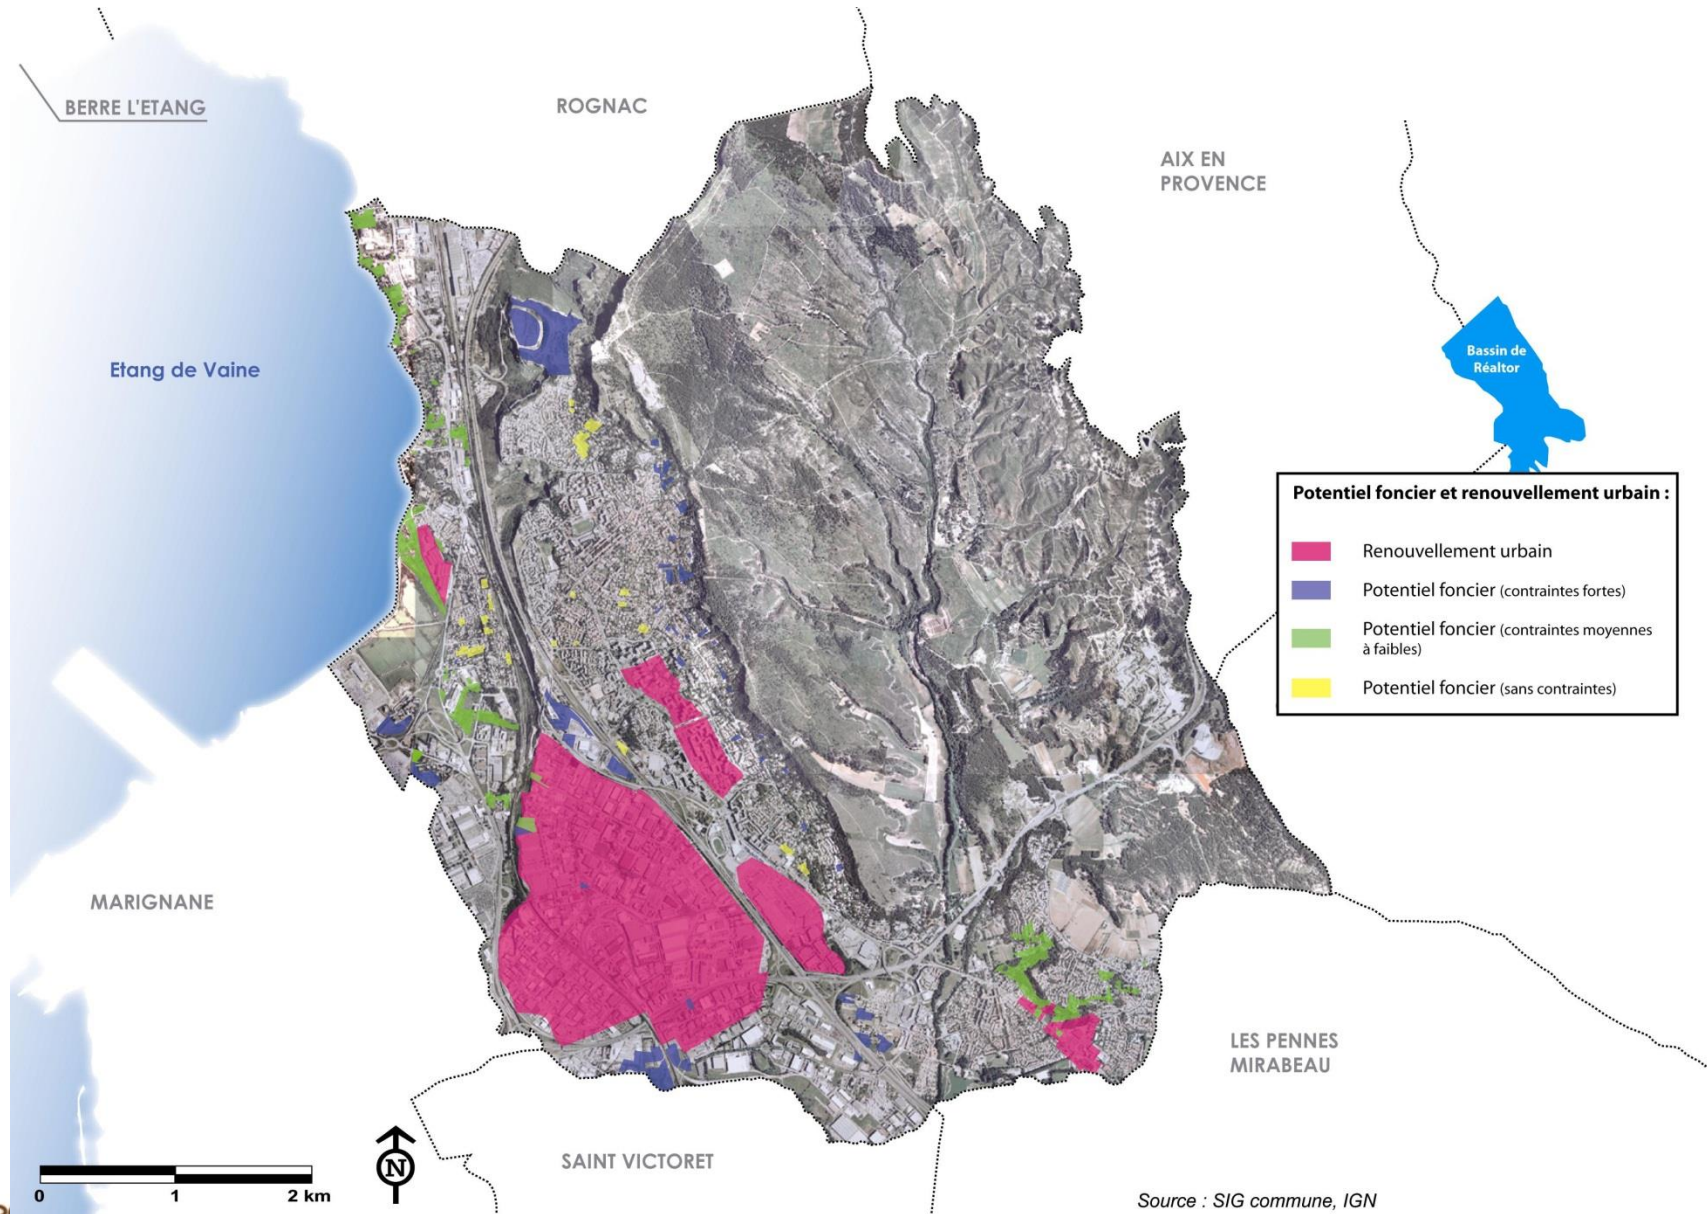 BERRE L'ETANG
ROGNAC
AIX EN
PROVENCE
Etang de Vaine
Bassin de
Réaltor
Potentiel foncier et renouvellement urbain :
Renouvellement urbain
Potentiel foncier (contraintes fortes)
Potentiel foncier (contraintes moyennes
à faibles)
Potentiel foncier (sans contraintes)
MARIGNANE
LES PENNES
MIRABEAU
SAINT VICTORET
N
0 1 2 km
Source : SIG commune, IGN